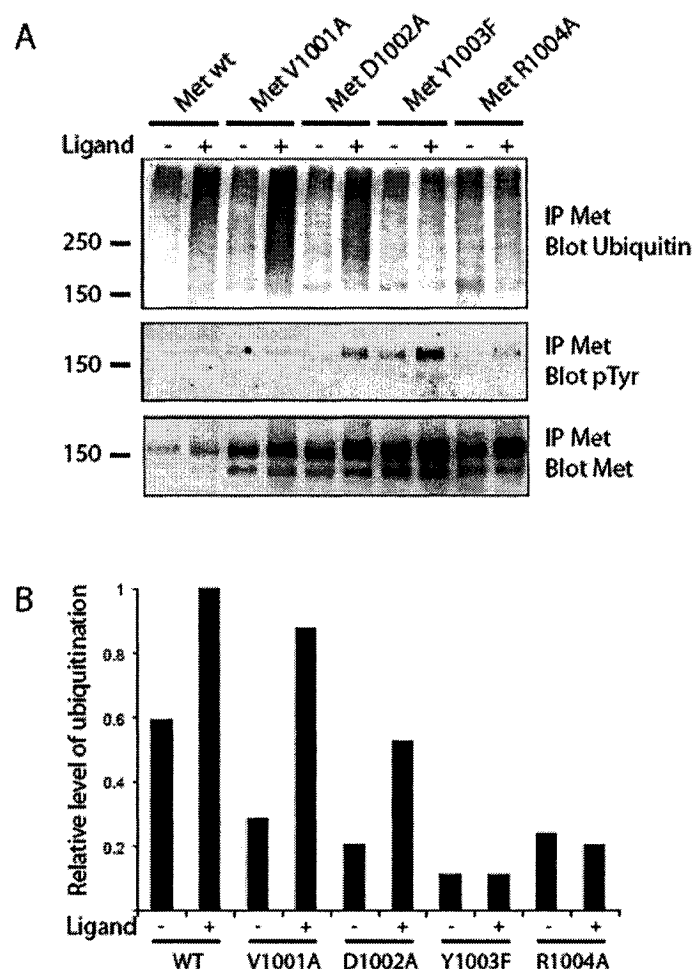 A
Met wt
Met V1001A
Met D1002A
Met Y1003F
Met R1004A
Ligand - + - + - + - + - +
250
150
IP Met
Blot Ubiquitin
150
IP Met
Blot pTyr
150
IP Met
Blot Met
B
Relative level of ubiquitination
1
0.8
0.6
0.4
0.2
Ligand - + - + - + - + - +
WT V1001A D1002A Y1003F R1004A